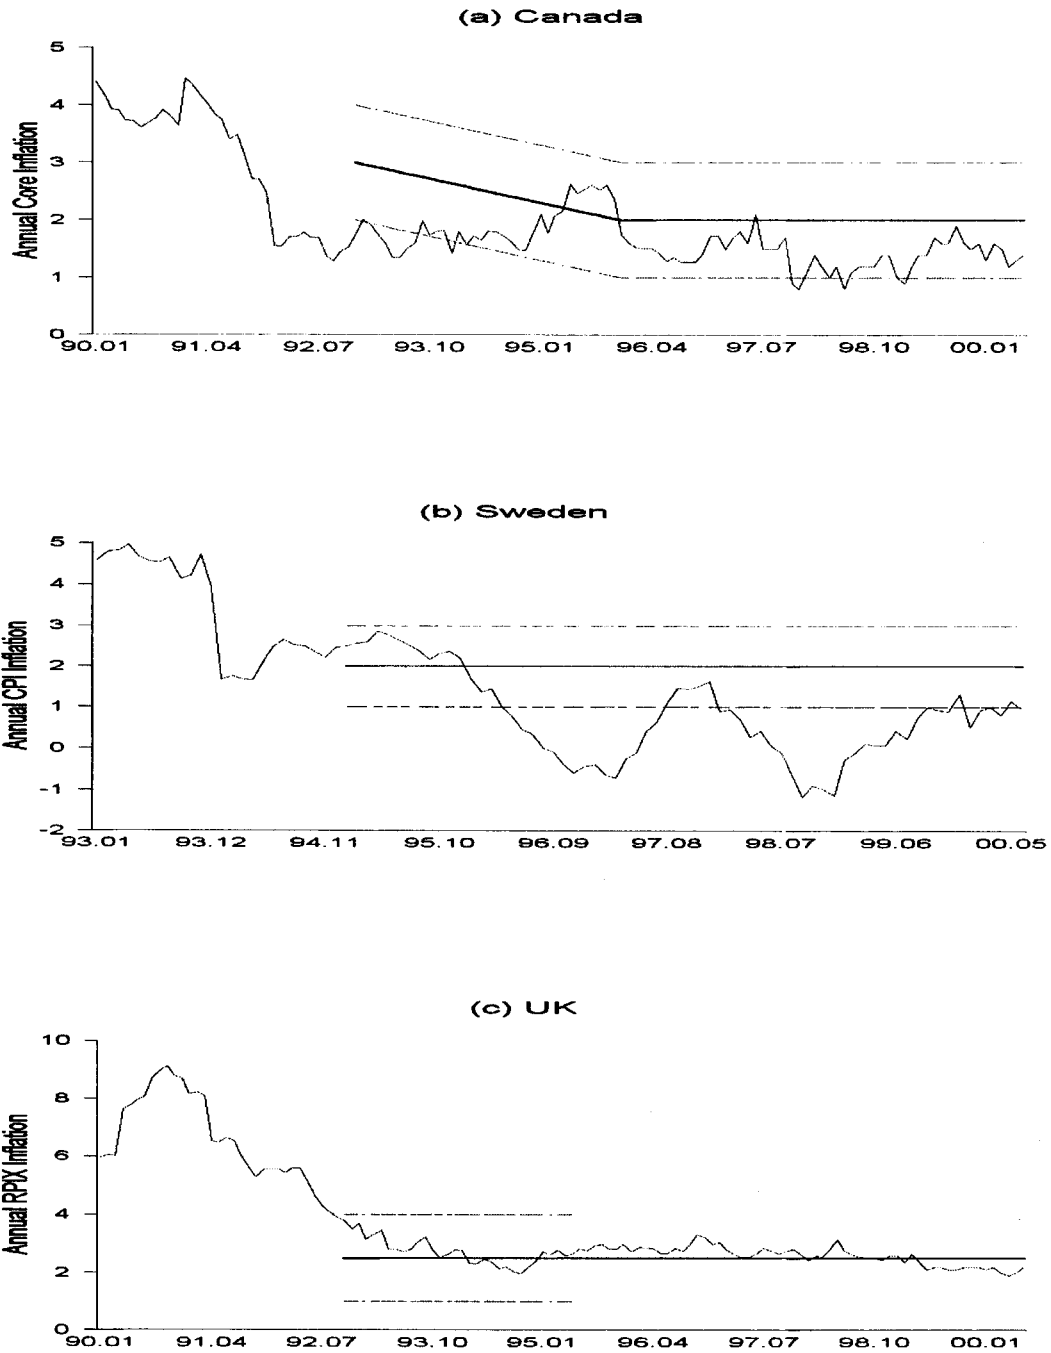 (a) Canada
Annual Core Inflation
5
4
3
2
1
0
90.01 91.04 92.07 93.10 95.01 96.04 97.07 98.10 00.01
(b) Sweden
Annual CPI Inflation
5
4
3
2
1
0
-1
-2
93.01 93.12 94.11 95.10 96.09 97.08 98.07 99.06 00.05
(c) UK
Annual RPIX Inflation
10
8
6
4
2
0
90.01 91.04 92.07 93.10 95.01 96.04 97.07 98.10 00.01